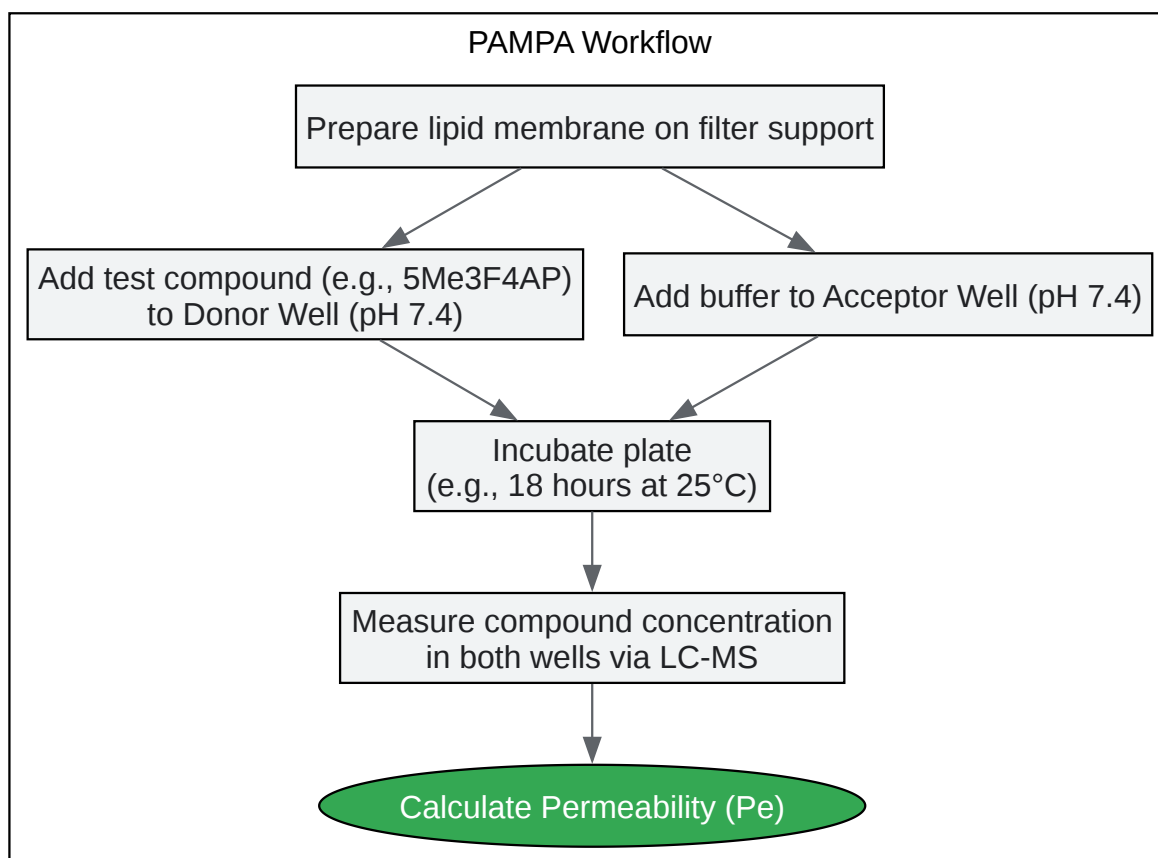 PAMPA Workflow
Prepare lipid membrane on filter support
Add test compound (e.g., 5Me3F4AP)
to Donor Well (pH 7.4)
Add buffer to Acceptor Well (pH 7.4)
Incubate plate
(e.g., 18 hours at 25°C)
Measure compound concentration
in both wells via LC-MS
Calculate Permeability (Pe)